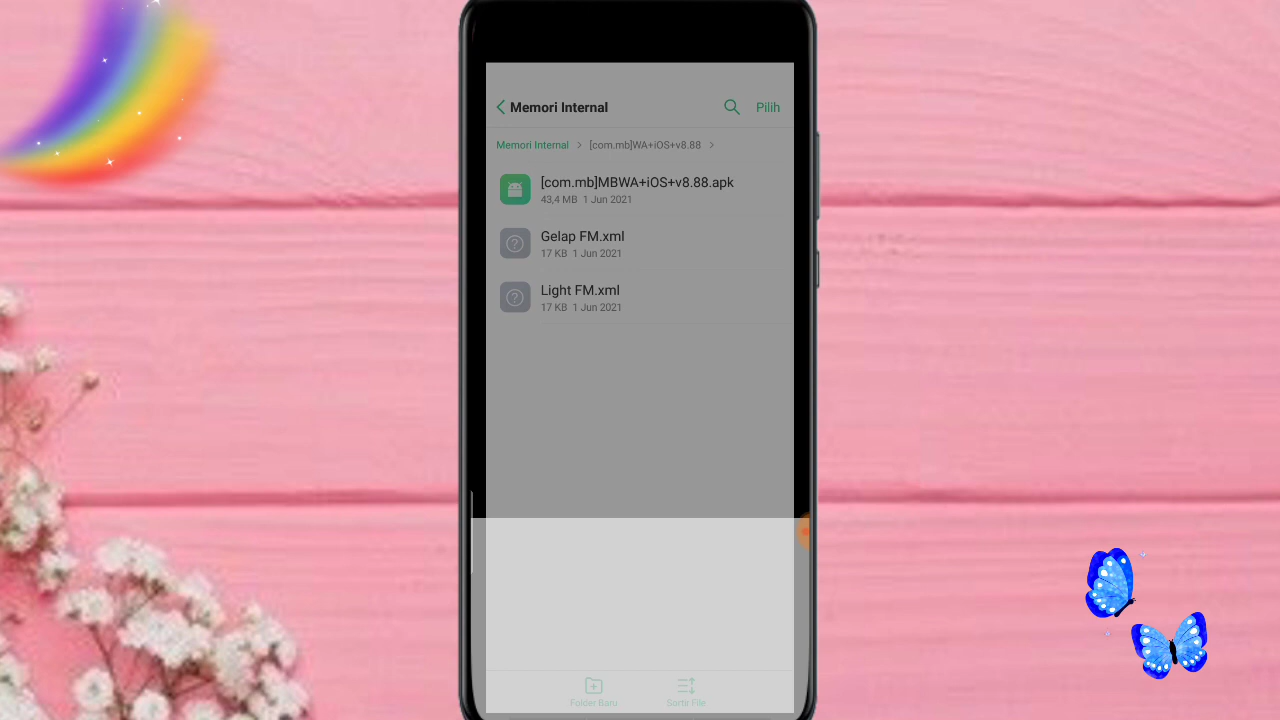 Memori Internal
Pilih
Memori Internal > [com.mb]WA+iOS+v8.88 >
[com.mb]MBWA+iOS+v8.88.apk
43,4 MB 1 Jun 2021
Gelap FM.xml
17 KB 1 Jun 2021
Light FM.xml
17 KB 1 Jun 2021
Folder Baru
Sortir File